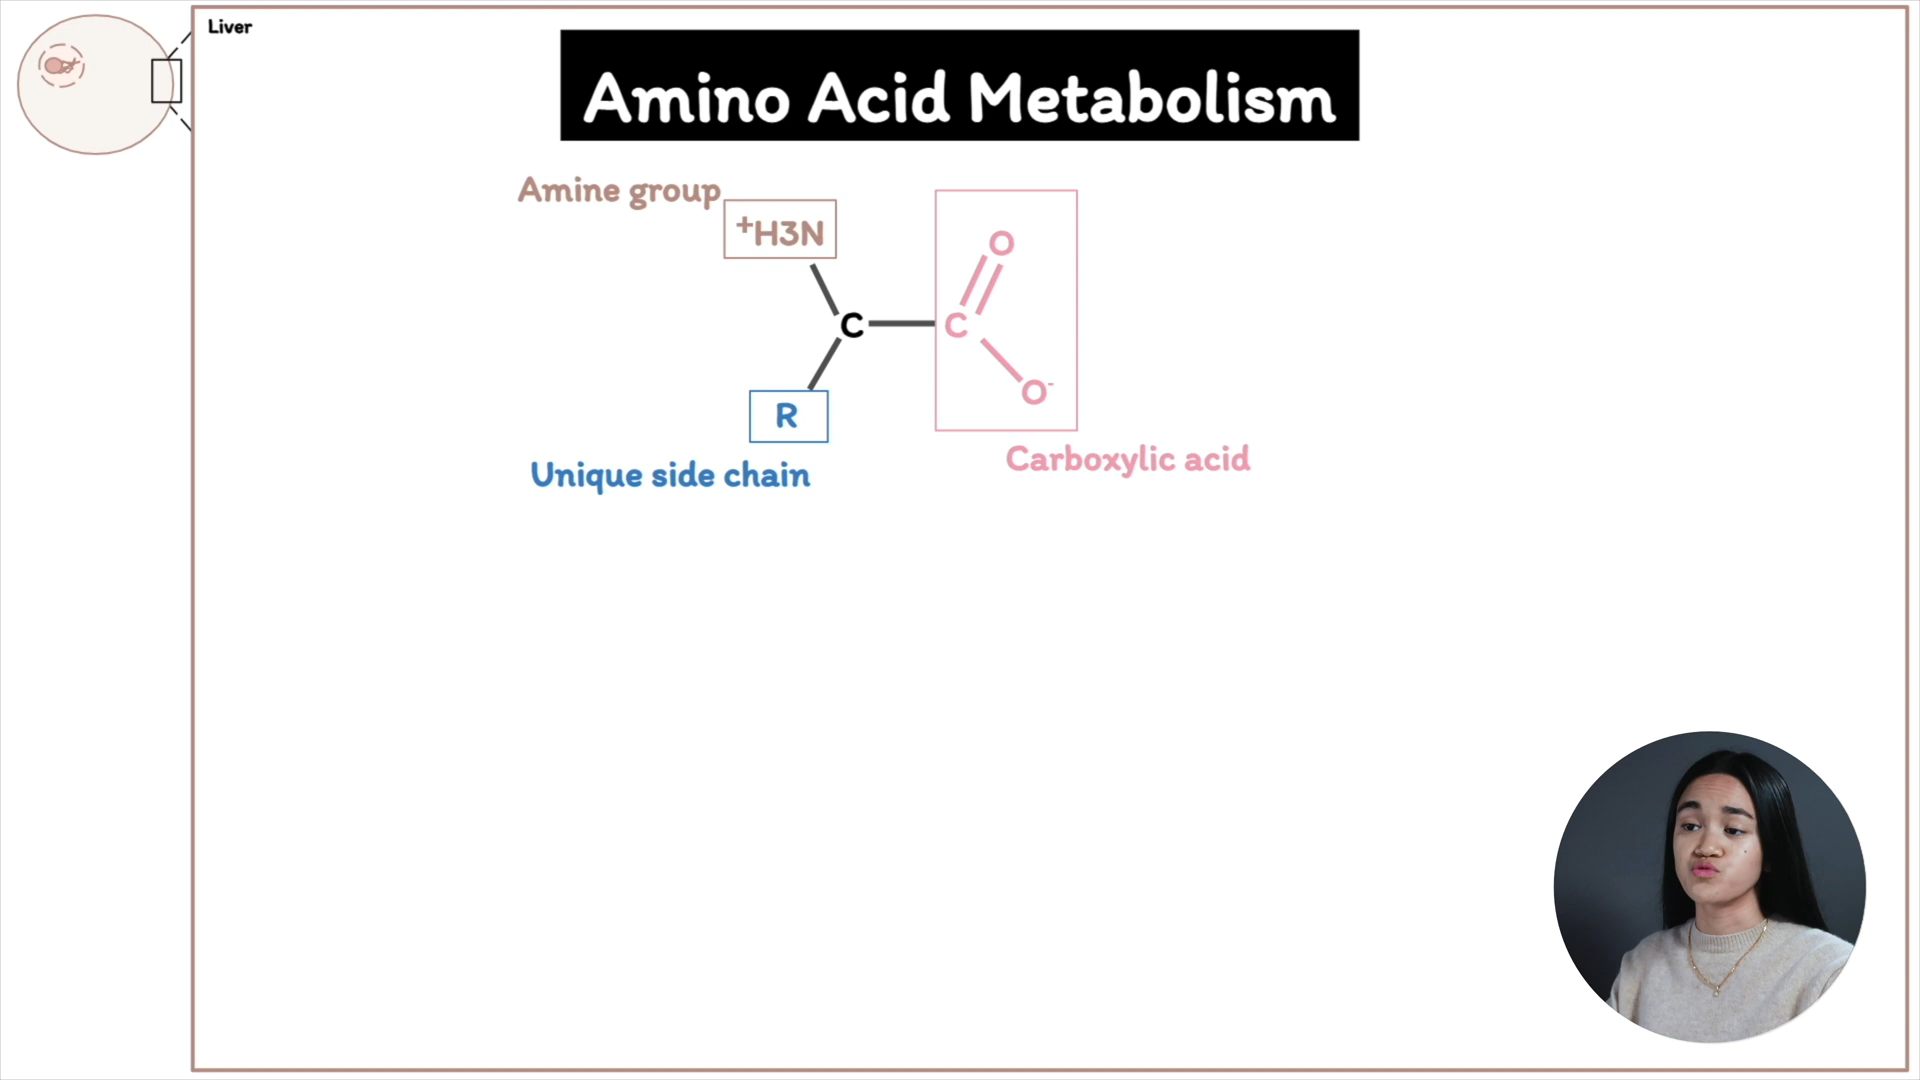 Liver
Amino Acid Metabolism
Amine group
+H3N
O
C
C
O-
R
Carboxylic acid
Unique side chain